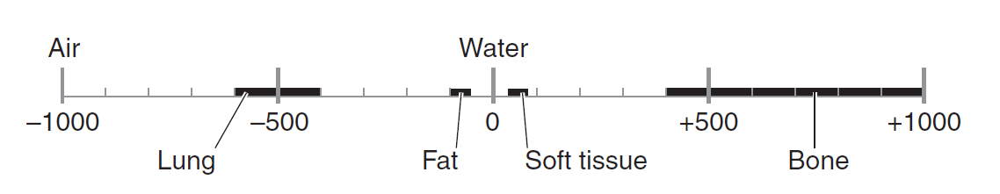 Air Water
–1000 –500 0 +500 +1000
Lung Fat Soft tissue Bone